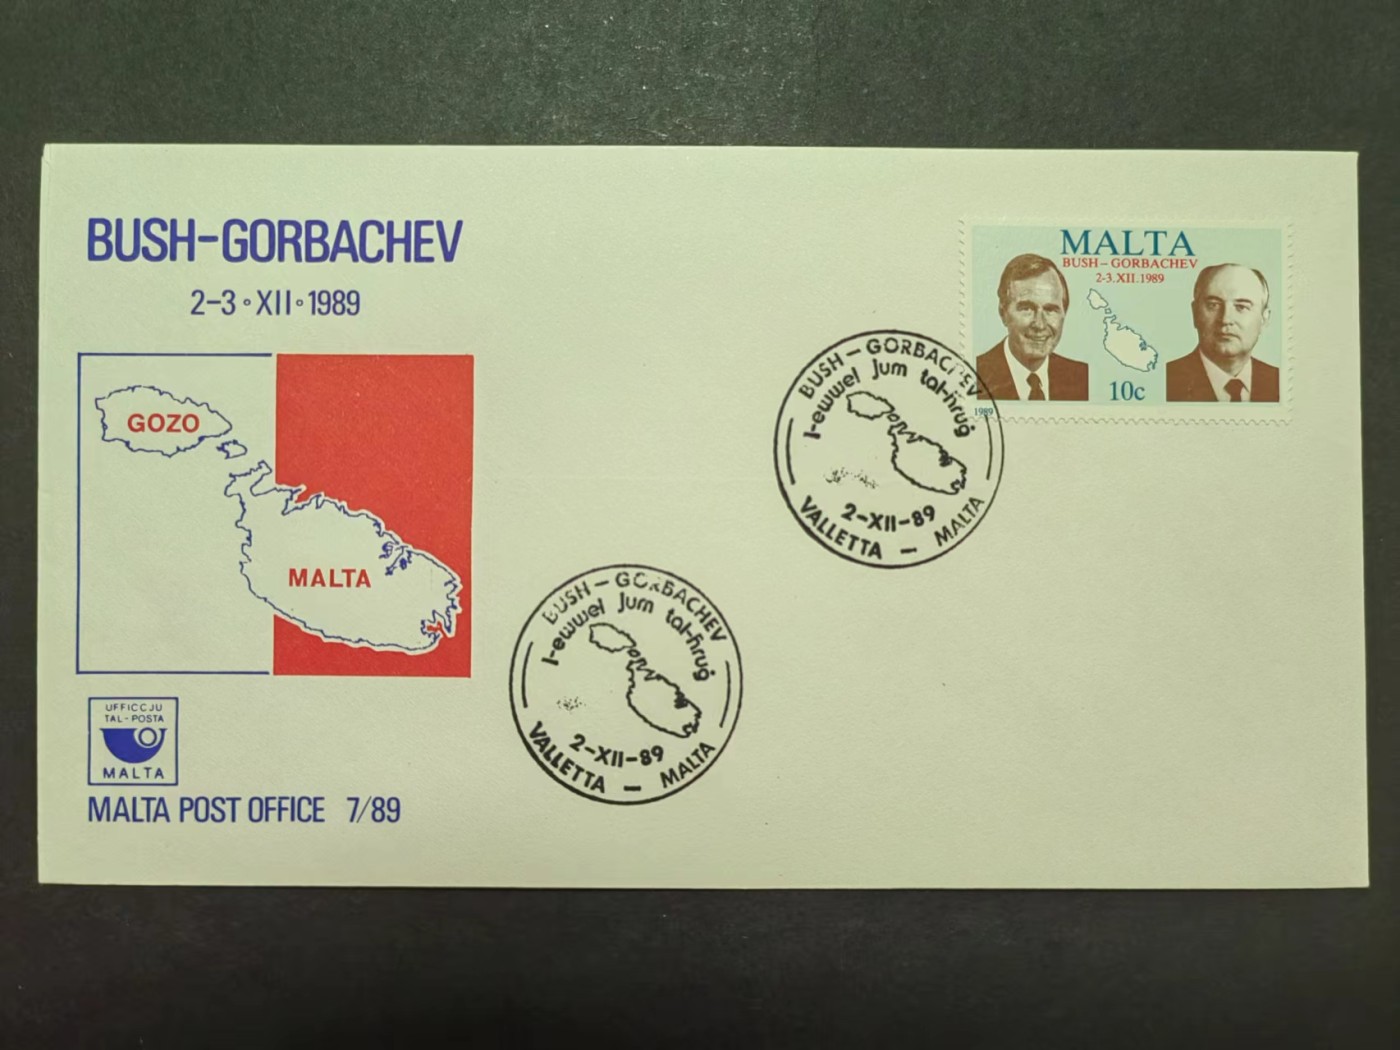 BUSH-GORBACHEV
2-3 • XII • 1989
GOZO
MALTA
UFFIĊĊJU
TAL-POSTA
MALTA
MALTA POST OFFICE 7/89
MALTA
BUSH-GORBACHEV
2-3.XII.1989
10c
1989
BUSH-GORBACHEV
l-ewwel Jum tal-ħruġ
2-XII-89
VALLETTA - MALTA
BUSH-GORBACHEV
l-ewwel Jum tal-ħruġ
2-XII-89
VALLETTA - MALTA